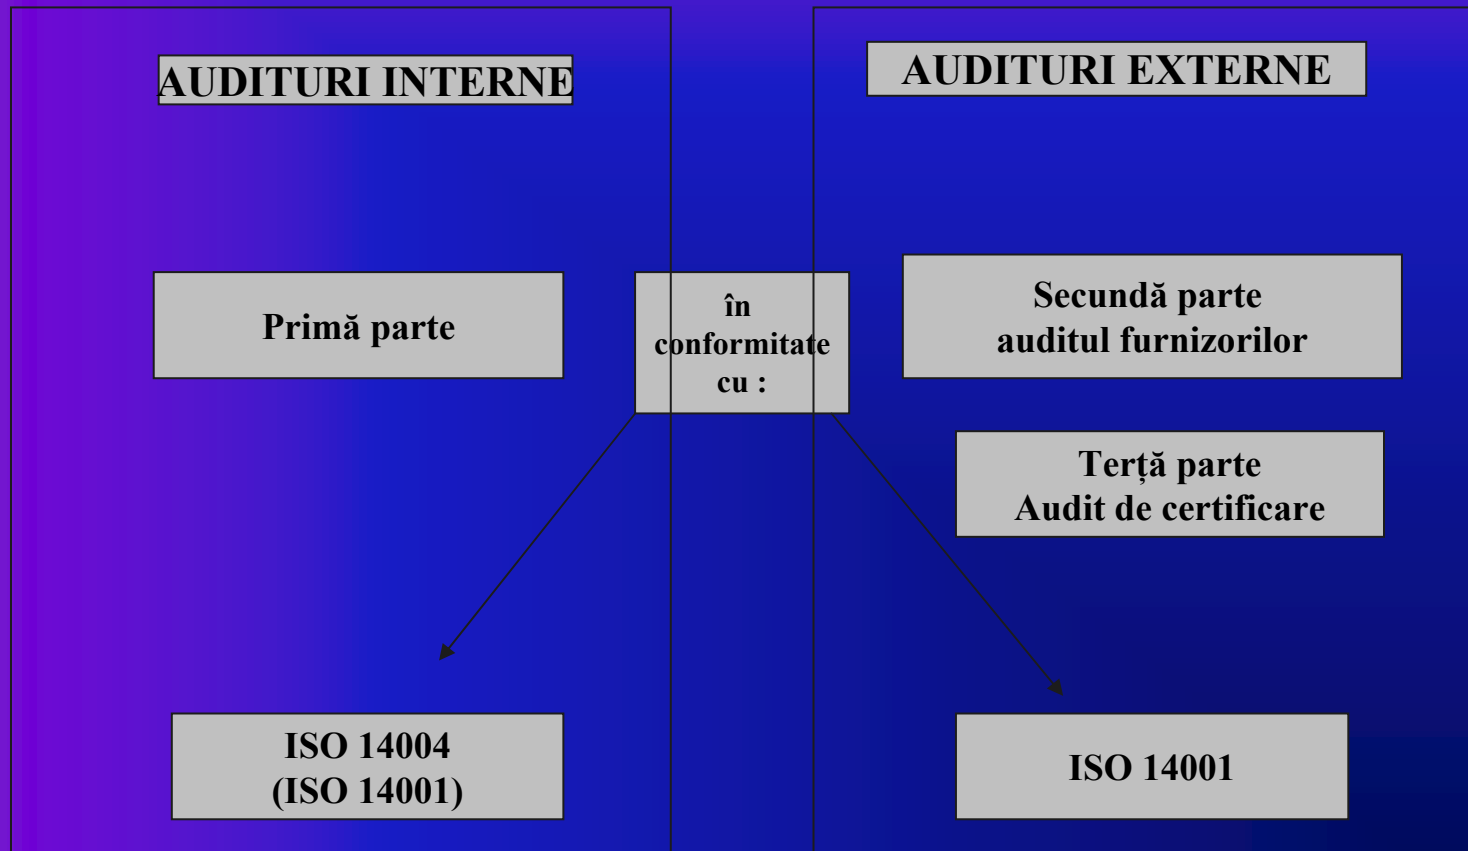 AUDITURI INTERNE
AUDITURI EXTERNE
Primă parte
în
conformitate
cu :
Secundă parte
auditul furnizorilor
Terță parte
Audit de certificare
ISO 14004
(ISO 14001)
ISO 14001